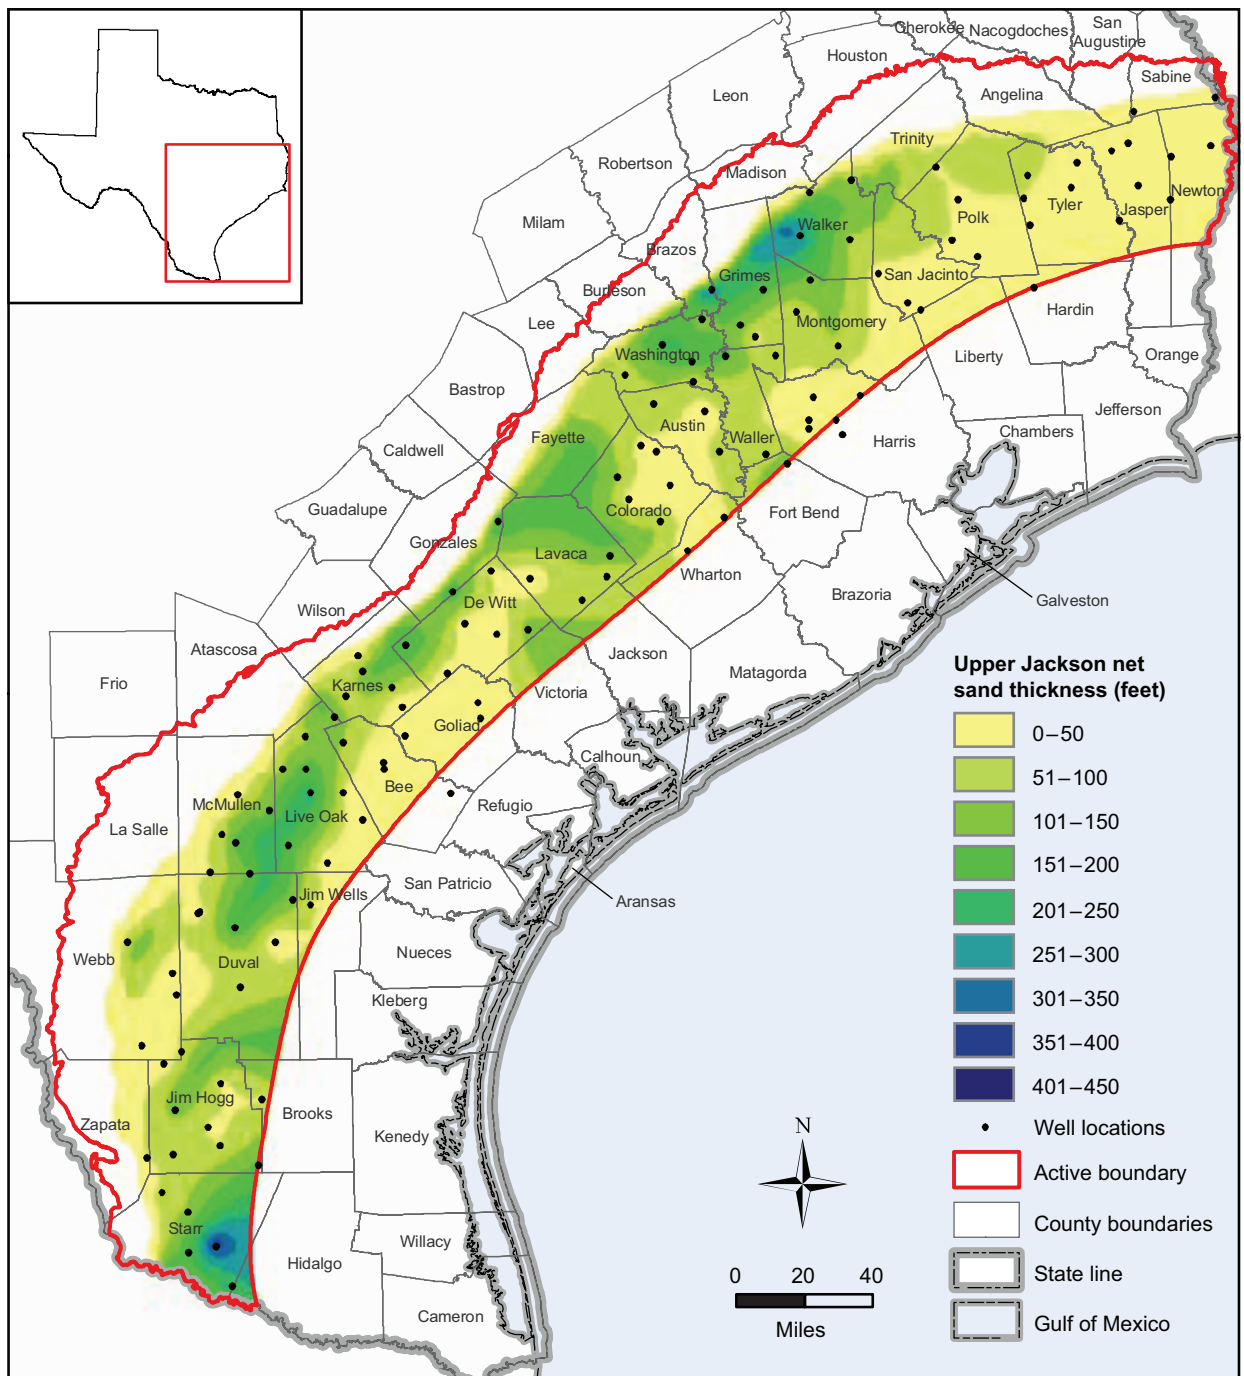 Cherokee
Nacogdoches
San
Augustine
Houston
Sabine
Leon
Angelina
Trinity
Robertson
Madison
Newton
Milam
Walker
Polk
Tyler
Jasper
Brazos
Grimes
San Jacinto
Burleson
Lee
Montgomery
Hardin
Washington
Liberty
Orange
Bastrop
Austin
Jefferson
Fayette
Waller
Harris
Chambers
Caldwell
Guadalupe
Colorado
Fort Bend
Gonzales
Lavaca
Wharton
Brazoria
Galveston
Wilson
De Witt
Atascosa
Jackson
Matagorda
Frio
Karnes
Victoria
Goliad
Calhoun
Bee
McMullen
Live Oak
Refugio
La Salle
San Patricio
Jim Wells
Aransas
Webb
Duval
Nueces
Kleberg
Jim Hogg
Brooks
Zapata
Kenedy
Starr
Hidalgo
Willacy
Cameron
Upper Jackson net
sand thickness (feet)
0–50
51–100
101–150
151–200
201–250
251–300
301–350
351–400
401–450
Well locations
Active boundary
County boundaries
State line
Gulf of Mexico
N
0 20 40
Miles